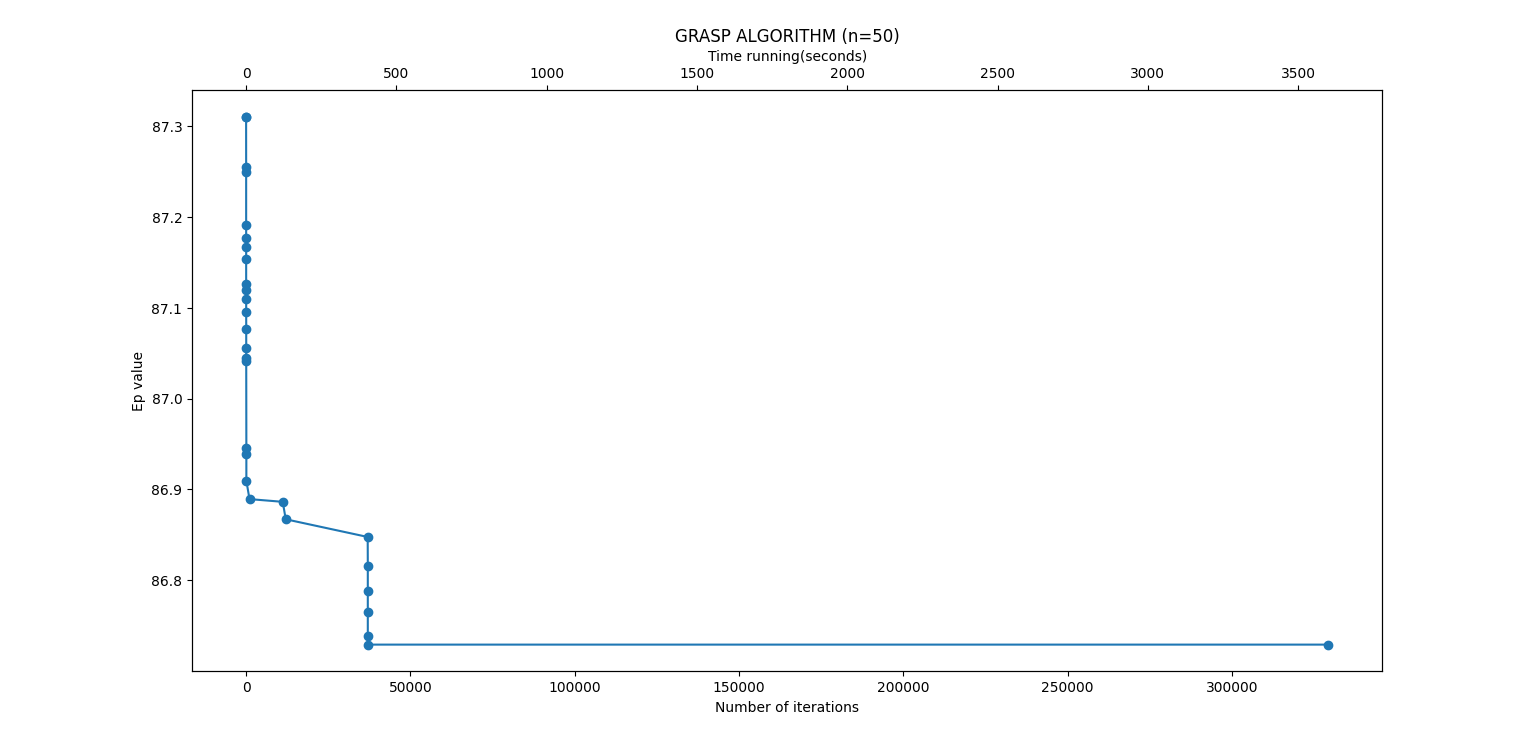 GRASP ALGORITHM (n=50)
Time running(seconds)
0 500 1000 1500 2000 2500 3000 3500
87.3
87.2
87.1
87.0
86.9
86.8
Ep value
0 50000 100000 150000 200000 250000 300000
Number of iterations